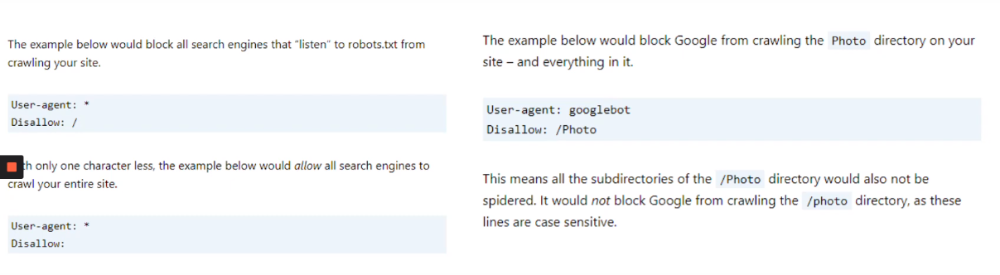 The example below would block all search engines that “listen” to robots.txt from
crawling your site.
User-agent: *
Disallow: /
th only one character less, the example below would allow all search engines to
crawl your entire site.
User-agent: *
Disallow:
The example below would block Google from crawling the Photo directory on your
site – and everything in it.
User-agent: googlebot
Disallow: /Photo
This means all the subdirectories of the /Photo directory would also not be
spidered. It would not block Google from crawling the /photo directory, as these
lines are case sensitive.